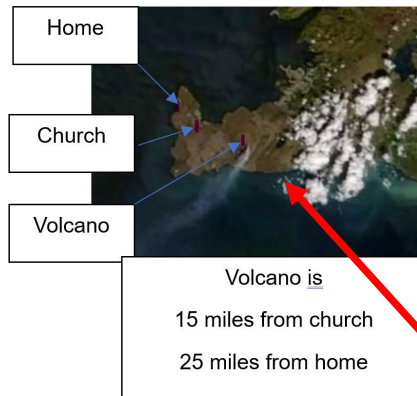 Home
Church
Volcano
Volcano is
15 miles from church
25 miles from home